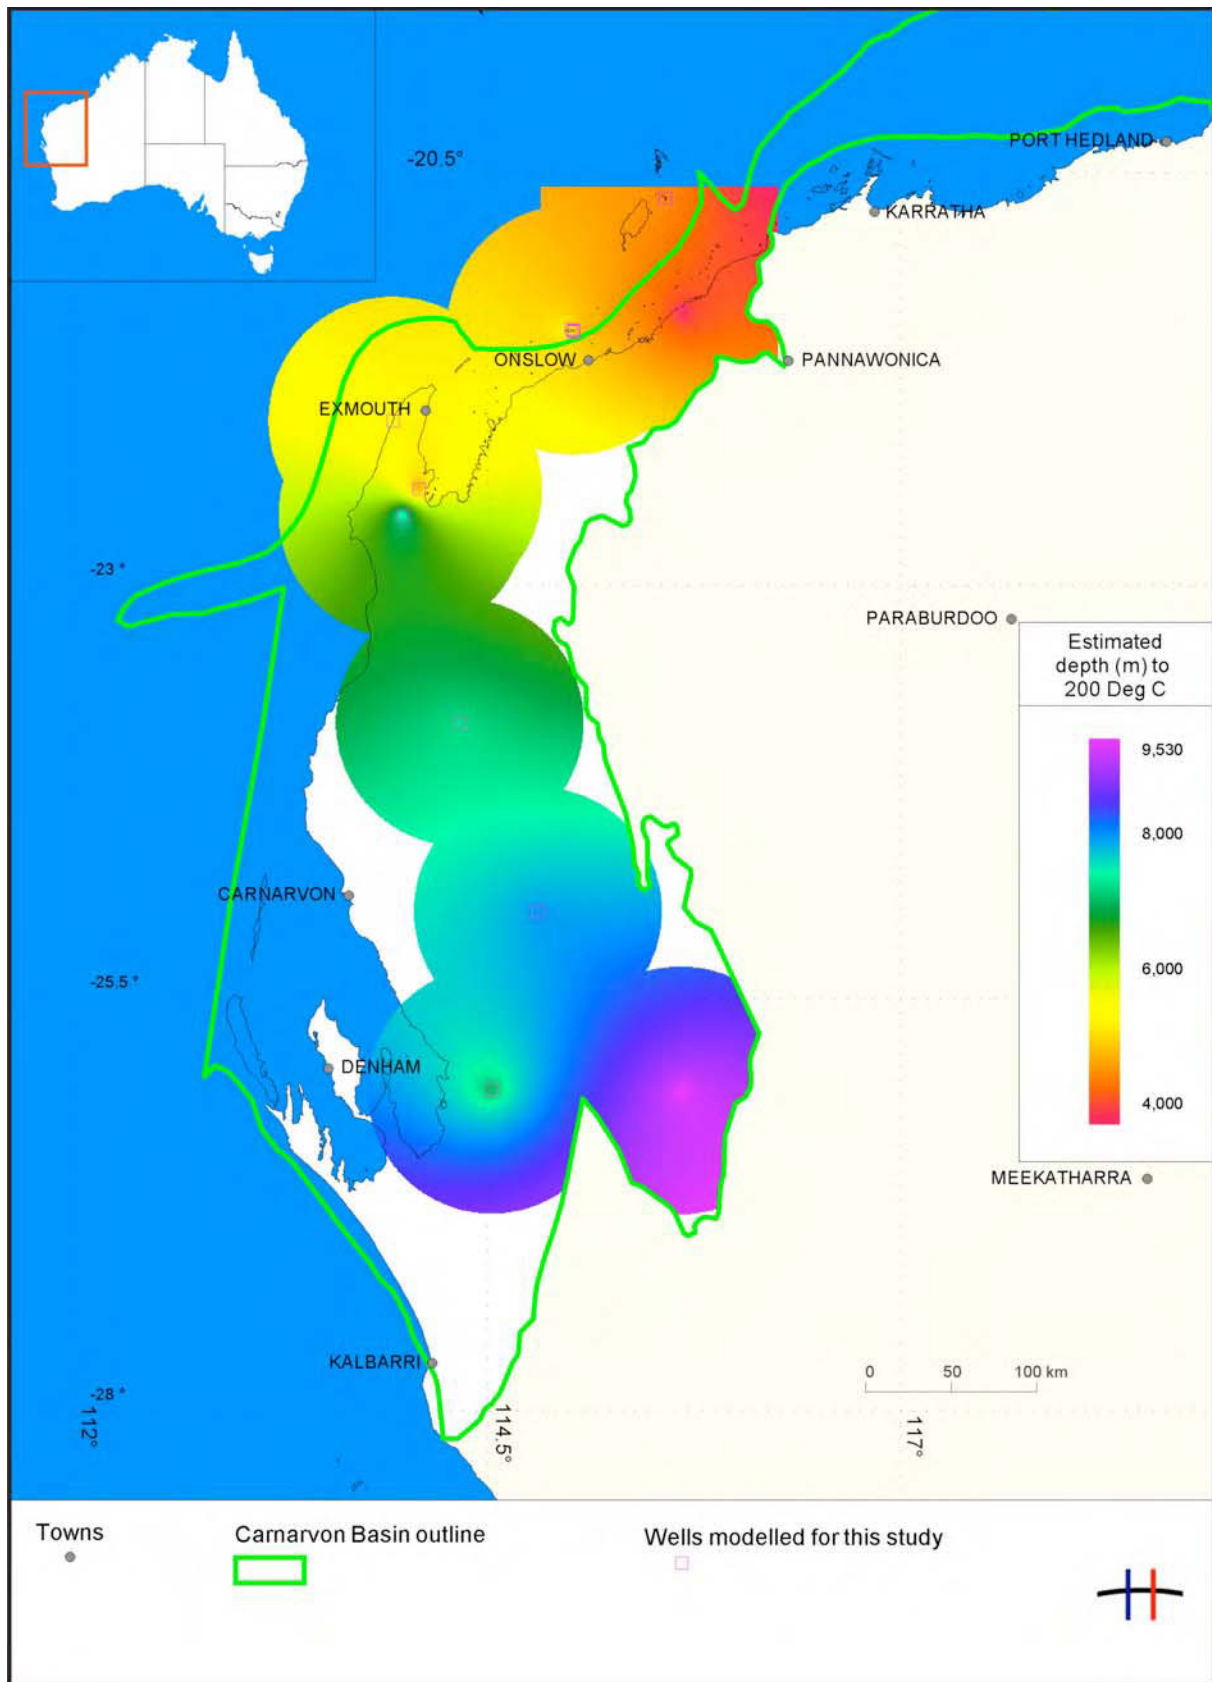 -20.5°
PORT HEDLAND
KARRATHA
ONSLOW
PANNAWONICA
EXMOUTH
-23 °
PARABURDOO
Estimated
depth (m) to
200 Deg C
9,530
8,000
6,000
4,000
CARNARVON
-25.5 °
DENHAM
MEEKATHARRA
KALBARRI
0 50 100 km
-28 °
112°
114.5°
117°
Towns
Carnarvon Basin outline
Wells modelled for this study